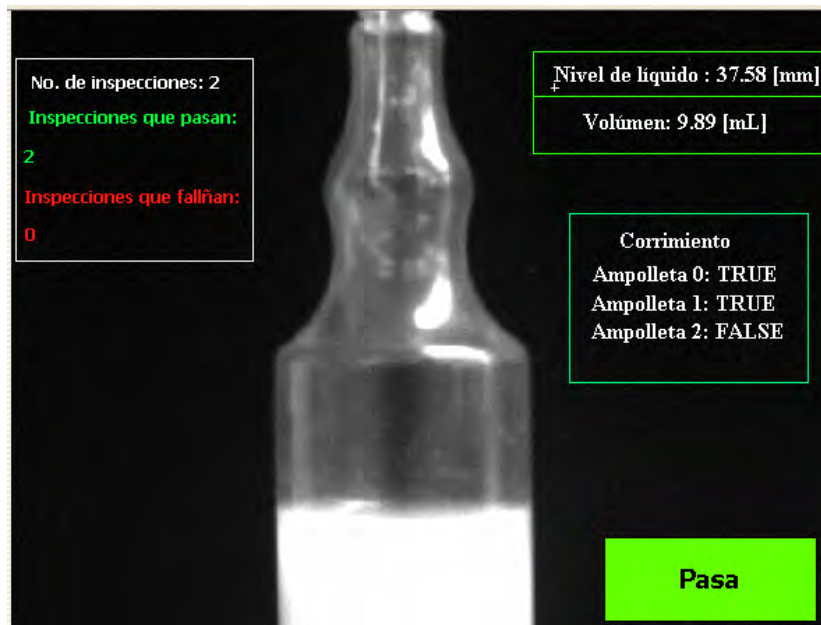 No. de inspecciones: 2
Inspecciones que pasan:
2
Inspecciones que fallñan:
0
Nivel de líquido : 37.58 [mm]
Volúmen: 9.89 [mL]
Corrimiento
Ampolleta 0: TRUE
Ampolleta 1: TRUE
Ampolleta 2: FALSE
Pasa